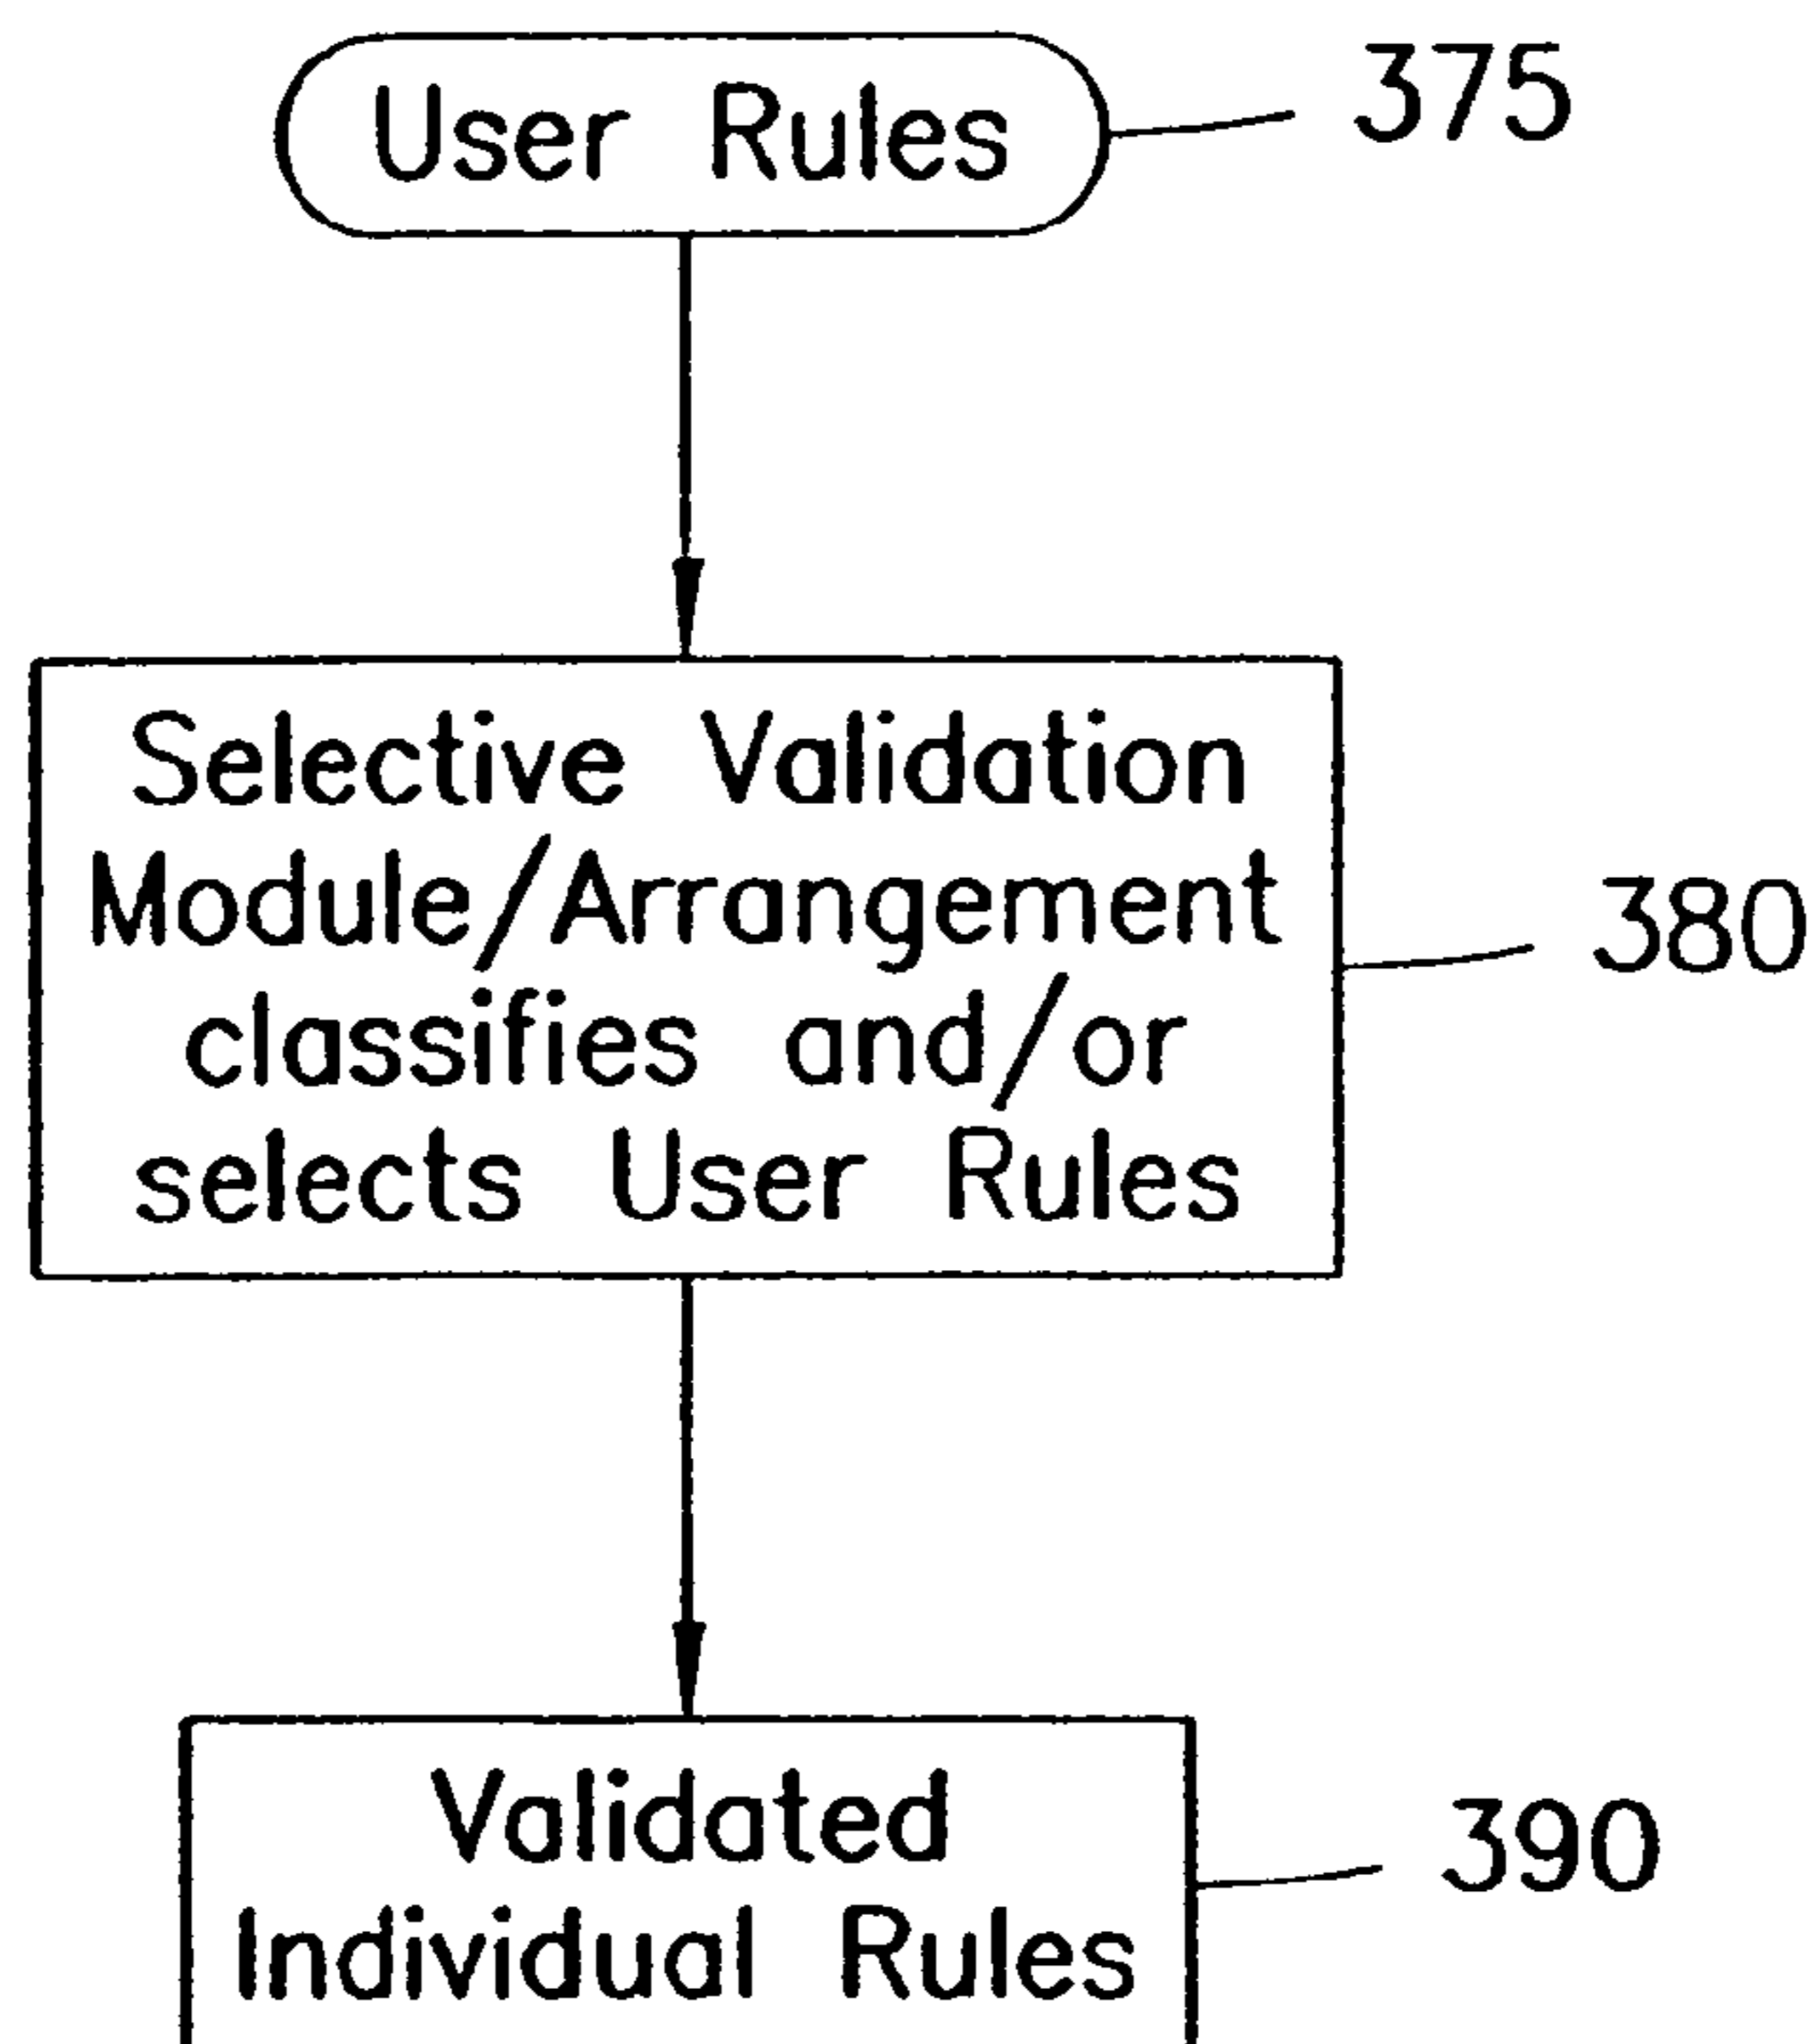 User Rules
375
Selective Validation
Module/Arrangement
classifies and/or
selects User Rules
380
Validated
Individual Rules
390